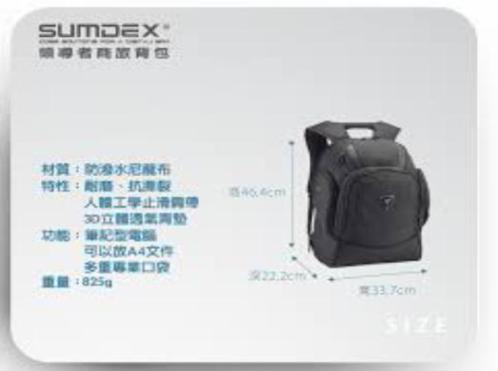 SUMDEX®
領導者商旅背包
材質：防潑水尼龍布
特性：耐磨、抗撕裂
人體工學止滑肩帶
3D立體透氣背墊
功能：筆記型電腦
可以放A4文件
多重專業口袋
重量：825g
高46.4cm
深22.2cm
寬33.7cm
SIZE